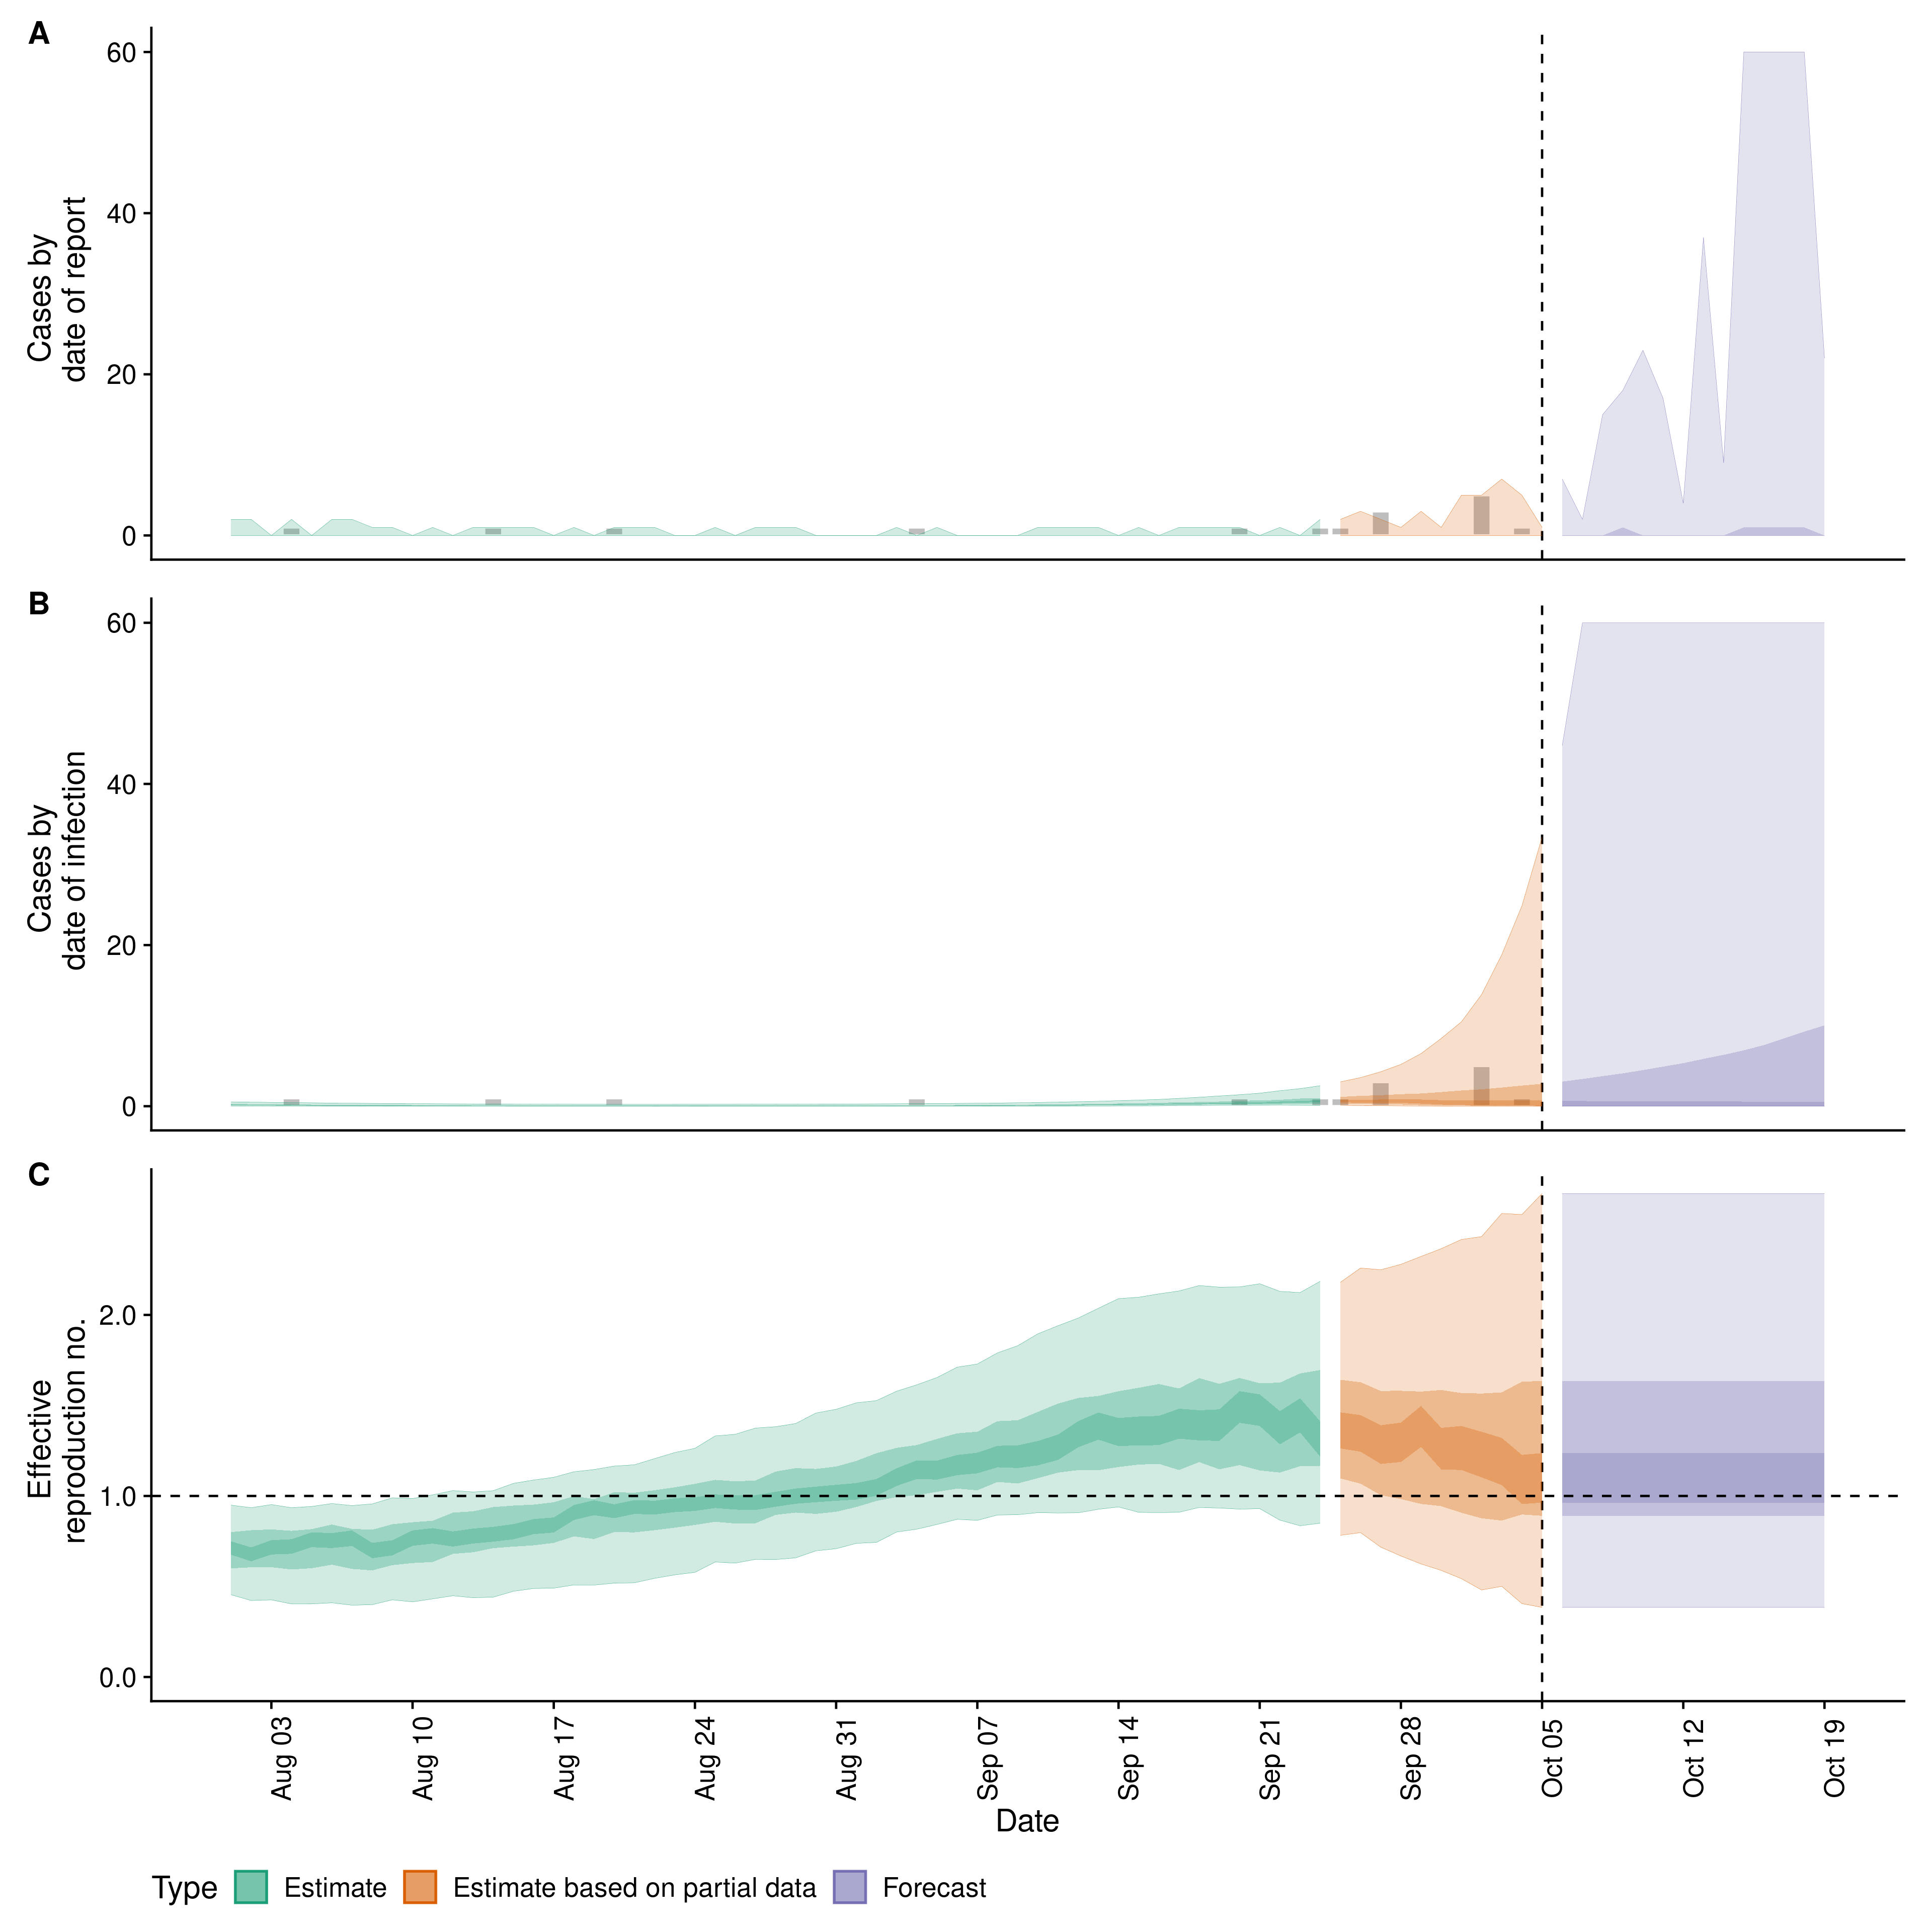 A
60
40
20
0
Cases by
date of report
B
60
40
20
0
Cases by
date of infection
C
2.0
1.0
0.0
Effective
reproduction no.
Aug 03
Aug 10
Aug 17
Aug 24
Aug 31
Sep 07
Sep 14
Sep 21
Sep 28
Oct 05
Oct 12
Oct 19
Date
Type Estimate Estimate based on partial data Forecast